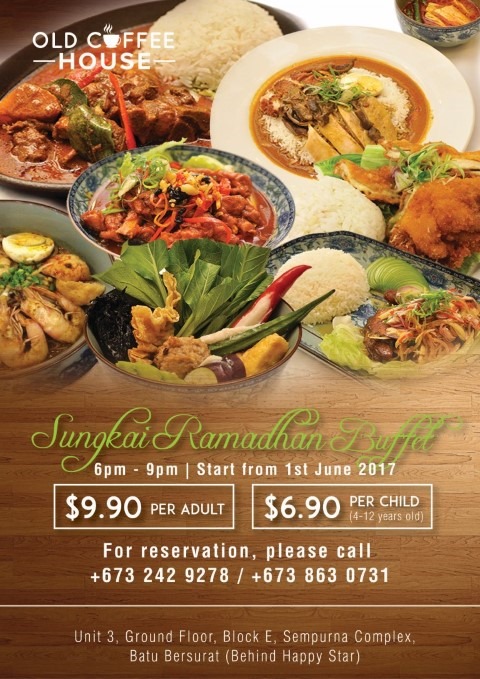 OLD COFFEE
HOUSE
Sungkai Ramadhan Buffet
6pm - 9pm | Start from 1st June 2017
$9.90 PER ADULT
$6.90 PER CHILD
(4-12 years old)
For reservation, please call
+673 242 9278 / +673 863 0731
Unit 3, Ground Floor, Block E, Sempurna Complex,
Batu Bersurat (Behind Happy Star)